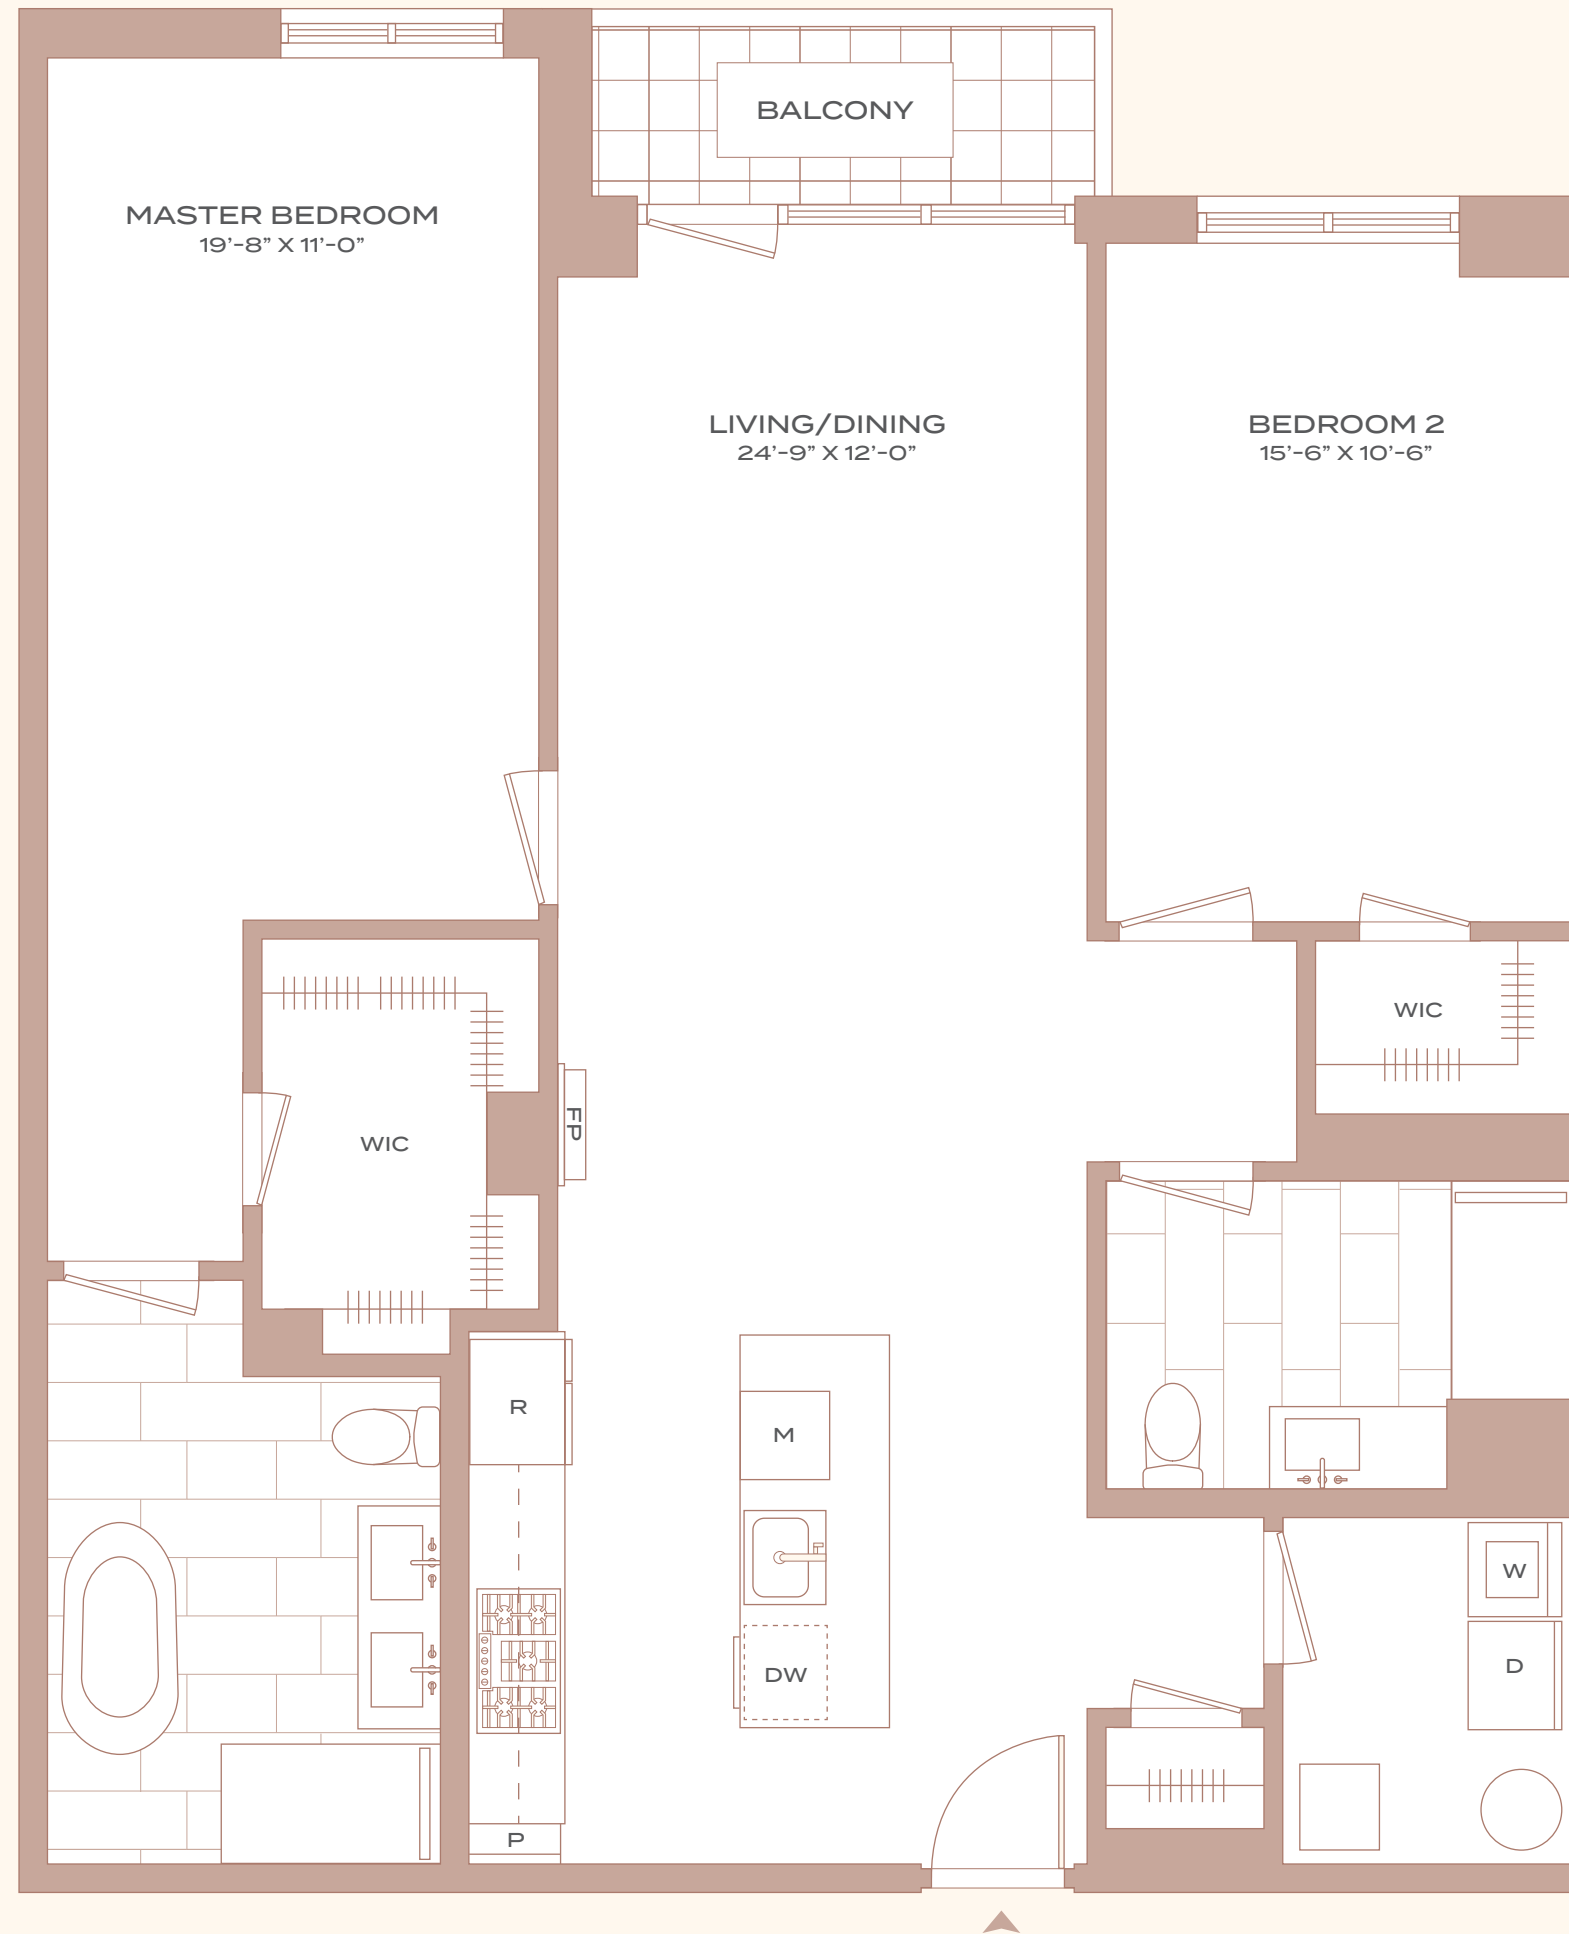 BALCONY
MASTER BEDROOM
19’-8” X 11’-0”
LIVING/DINING
24’-9” X 12’-0”
BEDROOM 2
15’-6” X 10’-6”
WIC
FP
WIC
R
M
DW
W
D
P